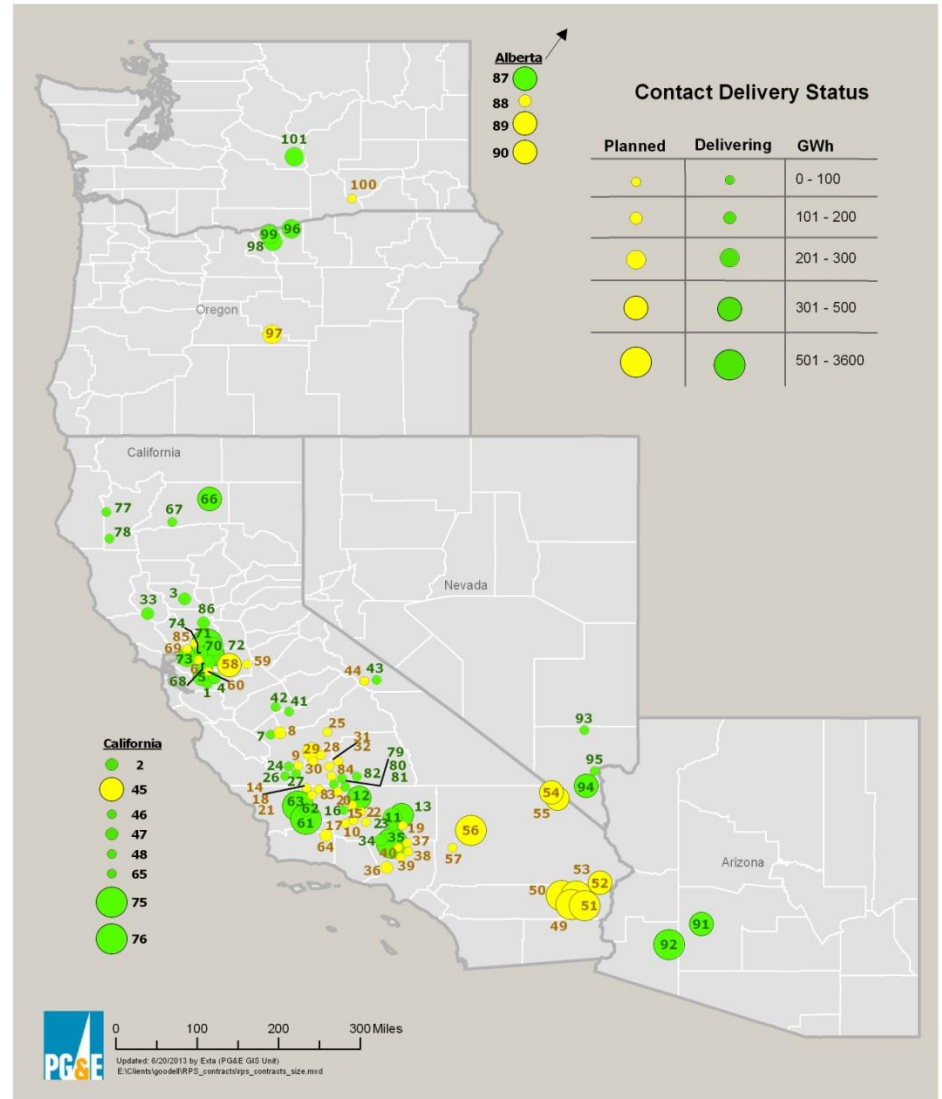 Alberta
87
88
89
90
Contact Delivery Status
Planned Delivering GWh
0 - 100
101 - 200
201 - 300
301 - 500
501 - 3600
101
100
99 96
98
Oregon
97
California
66
77 67
78
Nevada
3
33 86
74 71
85 70 72
69
73 58 59
68 5 4 60
1
44 43
42 41
93
7 8 25
31
29 28 32 79
9 95
24 30 84 80
26 27 82 81 94
54
14 83 12 55
18 63 20 13
21 62 16 15 22 11
61 17 23 19 56
10 35 37
64 34 57
40 38
36 39
53
50 52
51
49
Arizona
91
92
California
2
45
46
47
48
65
75
76
PG&E
0 100 200 300 Miles
Updated: 6/20/2013 by Exta (PG&E GIS Unit)
E:\Clients\goodell\RPS_contracts\rps_contracts_size.mxd